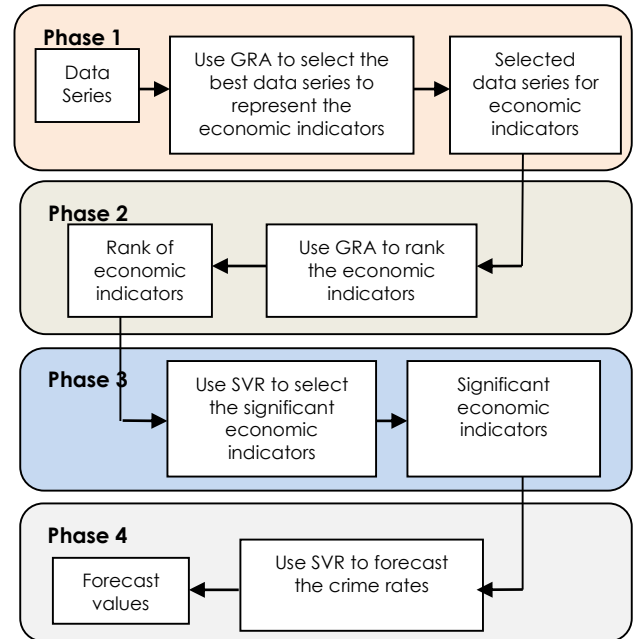 Phase 1
Data
Series
Use GRA to select the
best data series to
represent the
economic indicators
Selected
data series for
economic
indicators
Phase 2
Use GRA to rank
the economic
indicators
Rank of
economic
indicators
Phase 3
Use SVR to select
the significant
economic
indicators
Significant
economic
indicators
Phase 4
Use SVR to forecast
the crime rates
Forecast
values